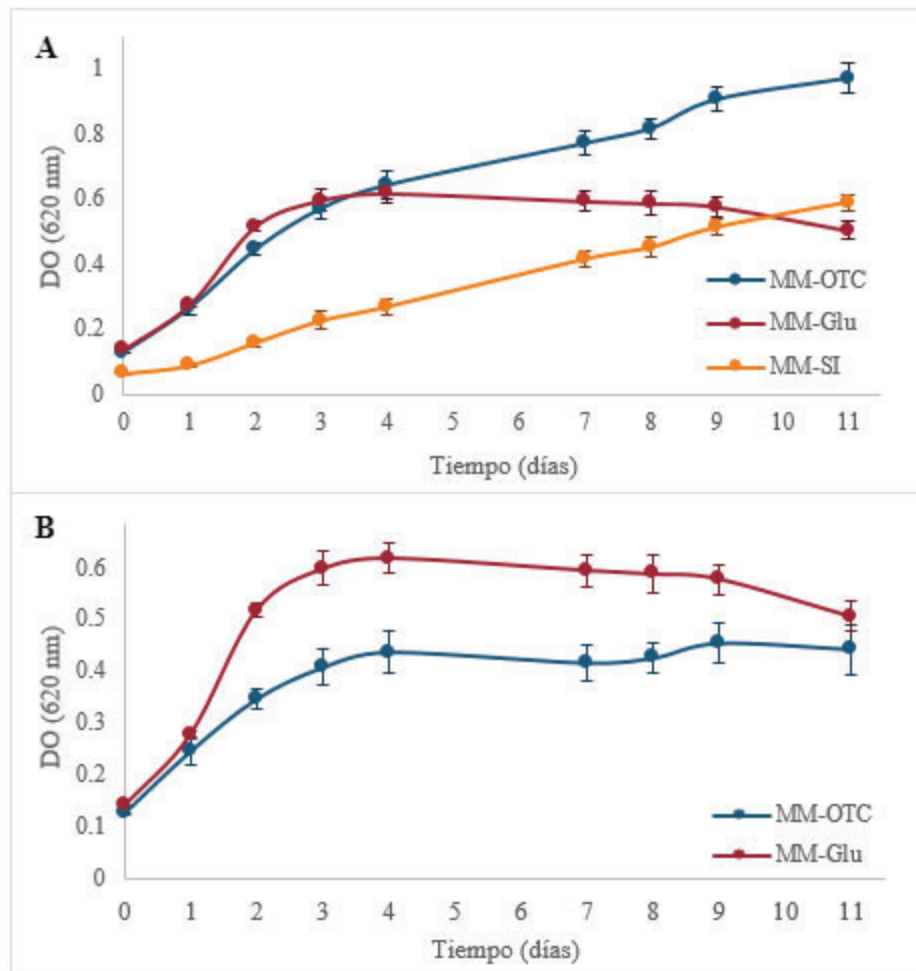 A
1
0.8
0.6
0.4
0.2
0
DO (620 nm)
MM-OTC
MM-Glu
MM-SI
0 1 2 3 4 5 6 7 8 9 10 11
Tiempo (días)
B
0.6
0.5
0.4
0.3
0.2
0.1
0
DO (620 nm)
MM-OTC
MM-Glu
0 1 2 3 4 5 6 7 8 9 10 11
Tiempo (días)